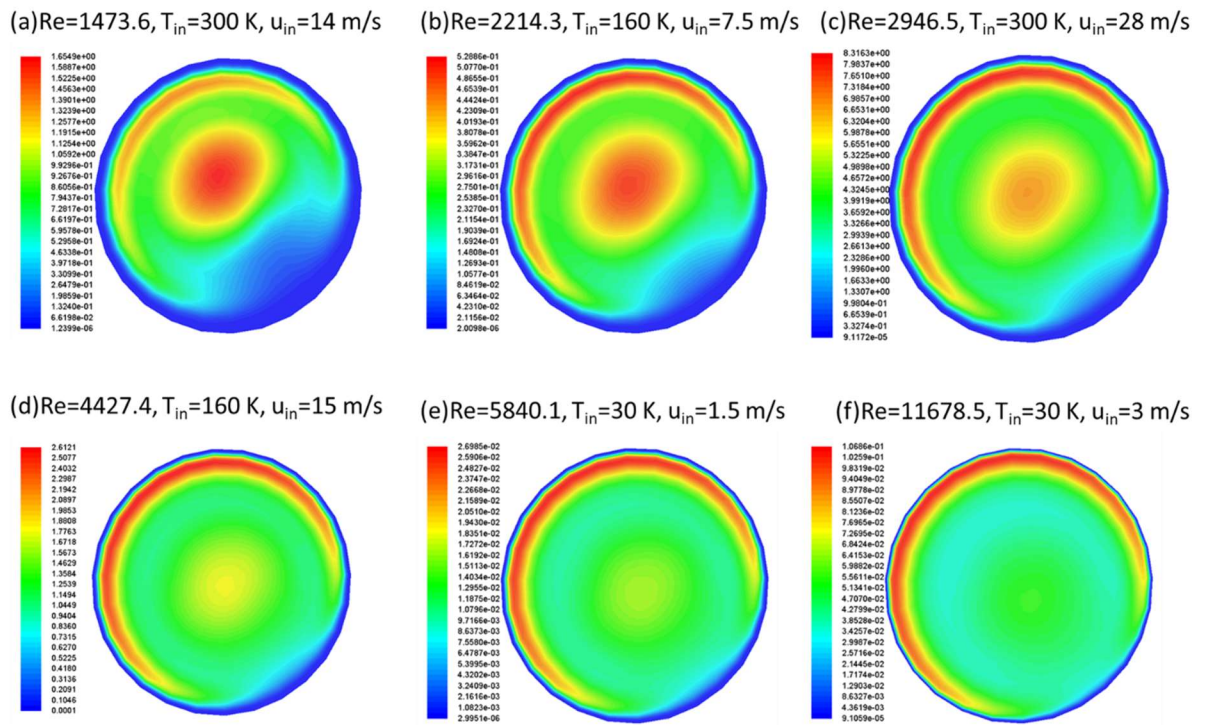 (a)Re=1473.6, T_in=300 K, u_in=14 m/s
1.6549e+00
1.5887e+00
1.5225e+00
1.4563e+00
1.3901e+00
1.3239e+00
1.2577e+00
1.1915e+00
1.1254e+00
1.0592e+00
9.9296e-01
9.2676e-01
8.6056e-01
7.9437e-01
7.2817e-01
6.6197e-01
5.9578e-01
5.2958e-01
4.6338e-01
3.9718e-01
3.3099e-01
2.6479e-01
1.9859e-01
1.3240e-01
6.6198e-02
1.2399e-06
(b)Re=2214.3, T_in=160 K, u_in=7.5 m/s
5.2886e-01
5.0770e-01
4.8655e-01
4.6539e-01
4.4424e-01
4.2309e-01
4.0193e-01
3.8078e-01
3.5962e-01
3.3847e-01
3.1731e-01
2.9616e-01
2.7501e-01
2.5385e-01
2.3270e-01
2.1154e-01
1.9039e-01
1.6924e-01
1.4808e-01
1.2693e-01
1.0577e-01
8.4619e-02
6.3464e-02
4.2310e-02
2.1156e-02
2.0098e-06
(c)Re=2946.5, T_in=300 K, u_in=28 m/s
8.3163e+00
7.9837e+00
7.6510e+00
7.3184e+00
6.9857e+00
6.6531e+00
6.3204e+00
5.9878e+00
5.6551e+00
5.3225e+00
4.9898e+00
4.6572e+00
4.3245e+00
3.9919e+00
3.6592e+00
3.3266e+00
2.9939e+00
2.6613e+00
2.3286e+00
1.9960e+00
1.6633e+00
1.3307e+00
9.9804e-01
6.6539e-01
3.3274e-01
9.1172e-05
(d)Re=4427.4, T_in=160 K, u_in=15 m/s
2.6121
2.5077
2.4032
2.2987
2.1942
2.0897
1.9853
1.8808
1.7763
1.6718
1.5673
1.4629
1.3584
1.2539
1.1494
1.0449
0.9404
0.8360
0.7315
0.6270
0.5225
0.4180
0.3136
0.2091
0.1046
0.0001
(e)Re=5840.1, T_in=30 K, u_in=1.5 m/s
2.6985e-02
2.5906e-02
2.4827e-02
2.3747e-02
2.2668e-02
2.1589e-02
2.0510e-02
1.9430e-02
1.8351e-02
1.7272e-02
1.6192e-02
1.5113e-02
1.4034e-02
1.2955e-02
1.1875e-02
1.0796e-02
9.7166e-03
8.6373e-03
7.5580e-03
6.4787e-03
5.3995e-03
4.3202e-03
3.2409e-03
2.1616e-03
1.0823e-03
2.9951e-06
(f)Re=11678.5, T_in=30 K, u_in=3 m/s
1.0686e-01
1.0259e-01
9.8319e-02
9.4049e-02
8.9778e-02
8.5507e-02
8.1236e-02
7.6965e-02
7.2695e-02
6.8424e-02
6.4153e-02
5.9882e-02
5.5611e-02
5.1341e-02
4.7070e-02
4.2799e-02
3.8528e-02
3.4257e-02
2.9987e-02
2.5716e-02
2.1445e-02
1.7174e-02
1.2903e-02
8.6327e-03
4.3619e-03
9.1059e-05